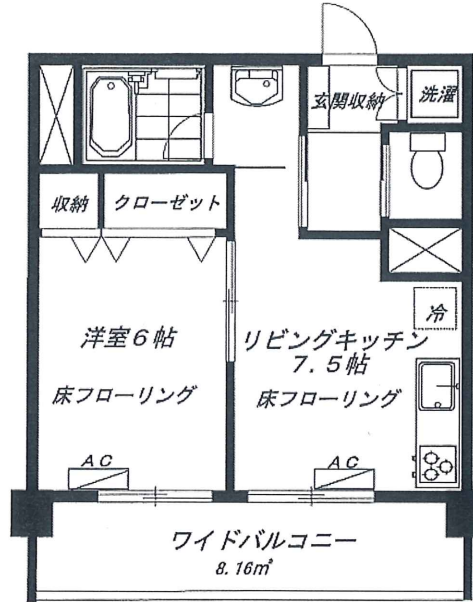 玄関収納
洗濯
収納
クローゼット
冷
洋室6帖
床フローリング
リビングキッチン
7.5帖
床フローリング
AC
AC
ワイドバルコニー
8.16㎡